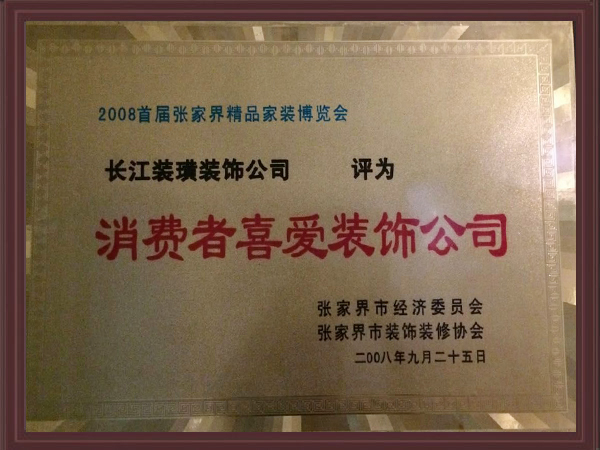 2008首届张家界精品家装博览会
长江装璜装饰公司 评为
消费者喜爱装饰公司
张家界市经济委员会
张家界市装饰装修协会
二00八年九月二十五日